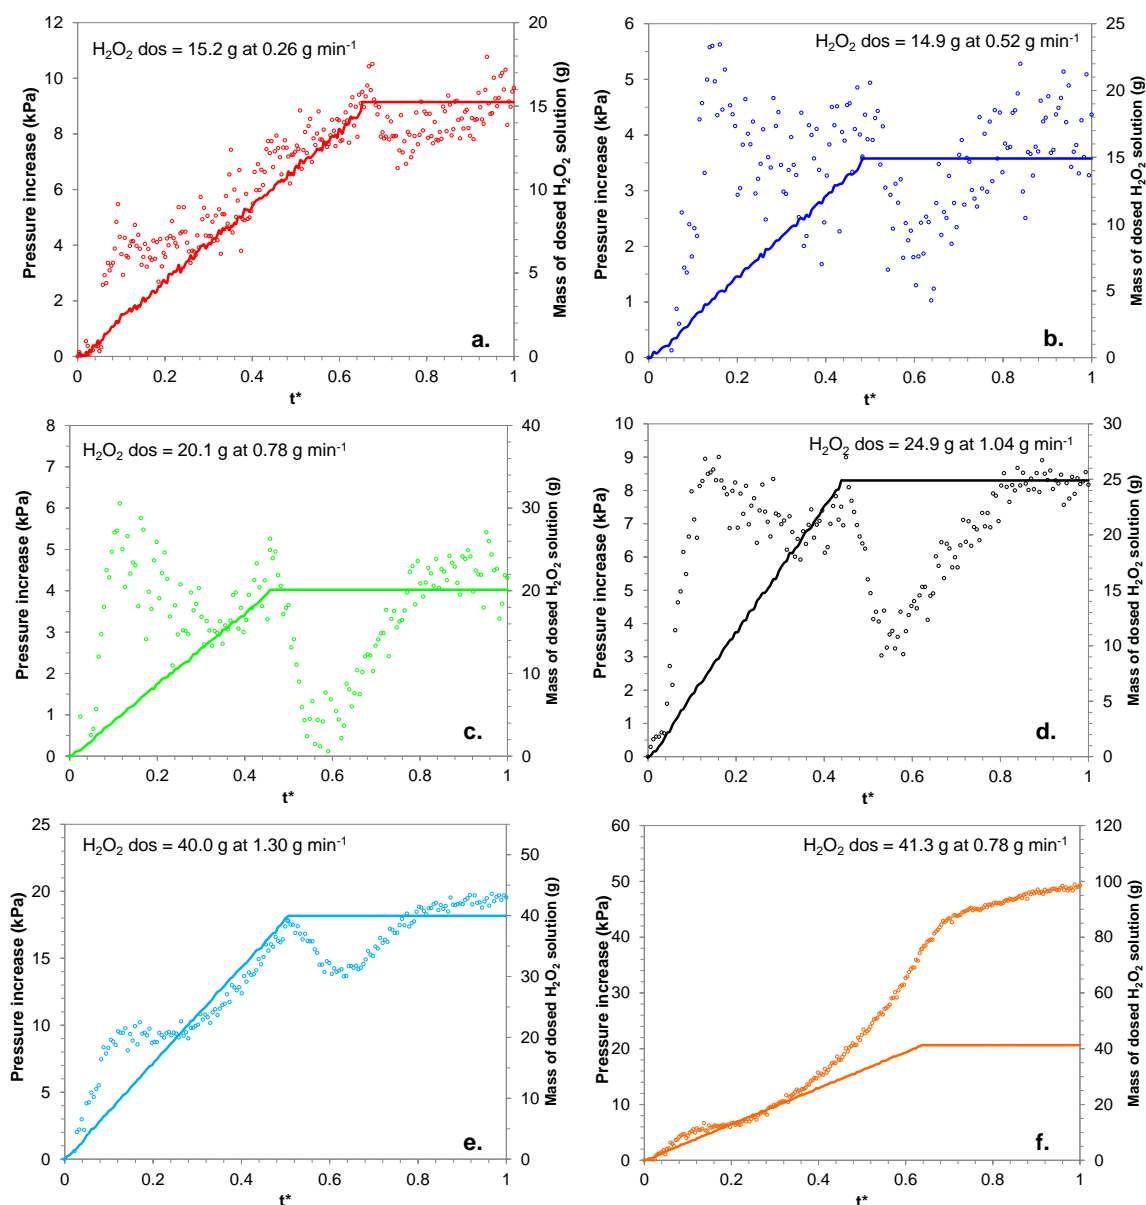 H2O2 dos = 15.2 g at 0.26 g min-1
Pressure increase (kPa)
12
10
8
6
4
2
0
20
15
10
5
0
Mass of dosed H2O2 solution (g)
0 0.2 0.4 0.6 0.8 1
t*
a.
H2O2 dos = 14.9 g at 0.52 g min-1
Pressure increase (kPa)
6
5
4
3
2
1
0
25
20
15
10
5
0
Mass of dosed H2O2 solution (g)
0 0.2 0.4 0.6 0.8 1
t*
b.
H2O2 dos = 20.1 g at 0.78 g min-1
Pressure increase (kPa)
8
7
6
5
4
3
2
1
0
40
30
20
10
0
Mass of dosed H2O2 solution (g)
0 0.2 0.4 0.6 0.8 1
t*
c.
H2O2 dos = 24.9 g at 1.04 g min-1
Pressure increase (kPa)
10
9
8
7
6
5
4
3
2
1
0
30
25
20
15
10
5
0
Mass of dosed H2O2 solution (g)
0 0.2 0.4 0.6 0.8 1
t*
d.
H2O2 dos = 40.0 g at 1.30 g min-1
Pressure increase (kPa)
25
20
15
10
5
0
50
40
30
20
10
0
Mass of dosed H2O2 solution (g)
0 0.2 0.4 0.6 0.8 1
t*
e.
H2O2 dos = 41.3 g at 0.78 g min-1
Pressure increase (kPa)
60
50
40
30
20
10
0
120
100
80
60
40
20
0
Mass of dosed H2O2 solution (g)
0 0.2 0.4 0.6 0.8 1
t*
f.